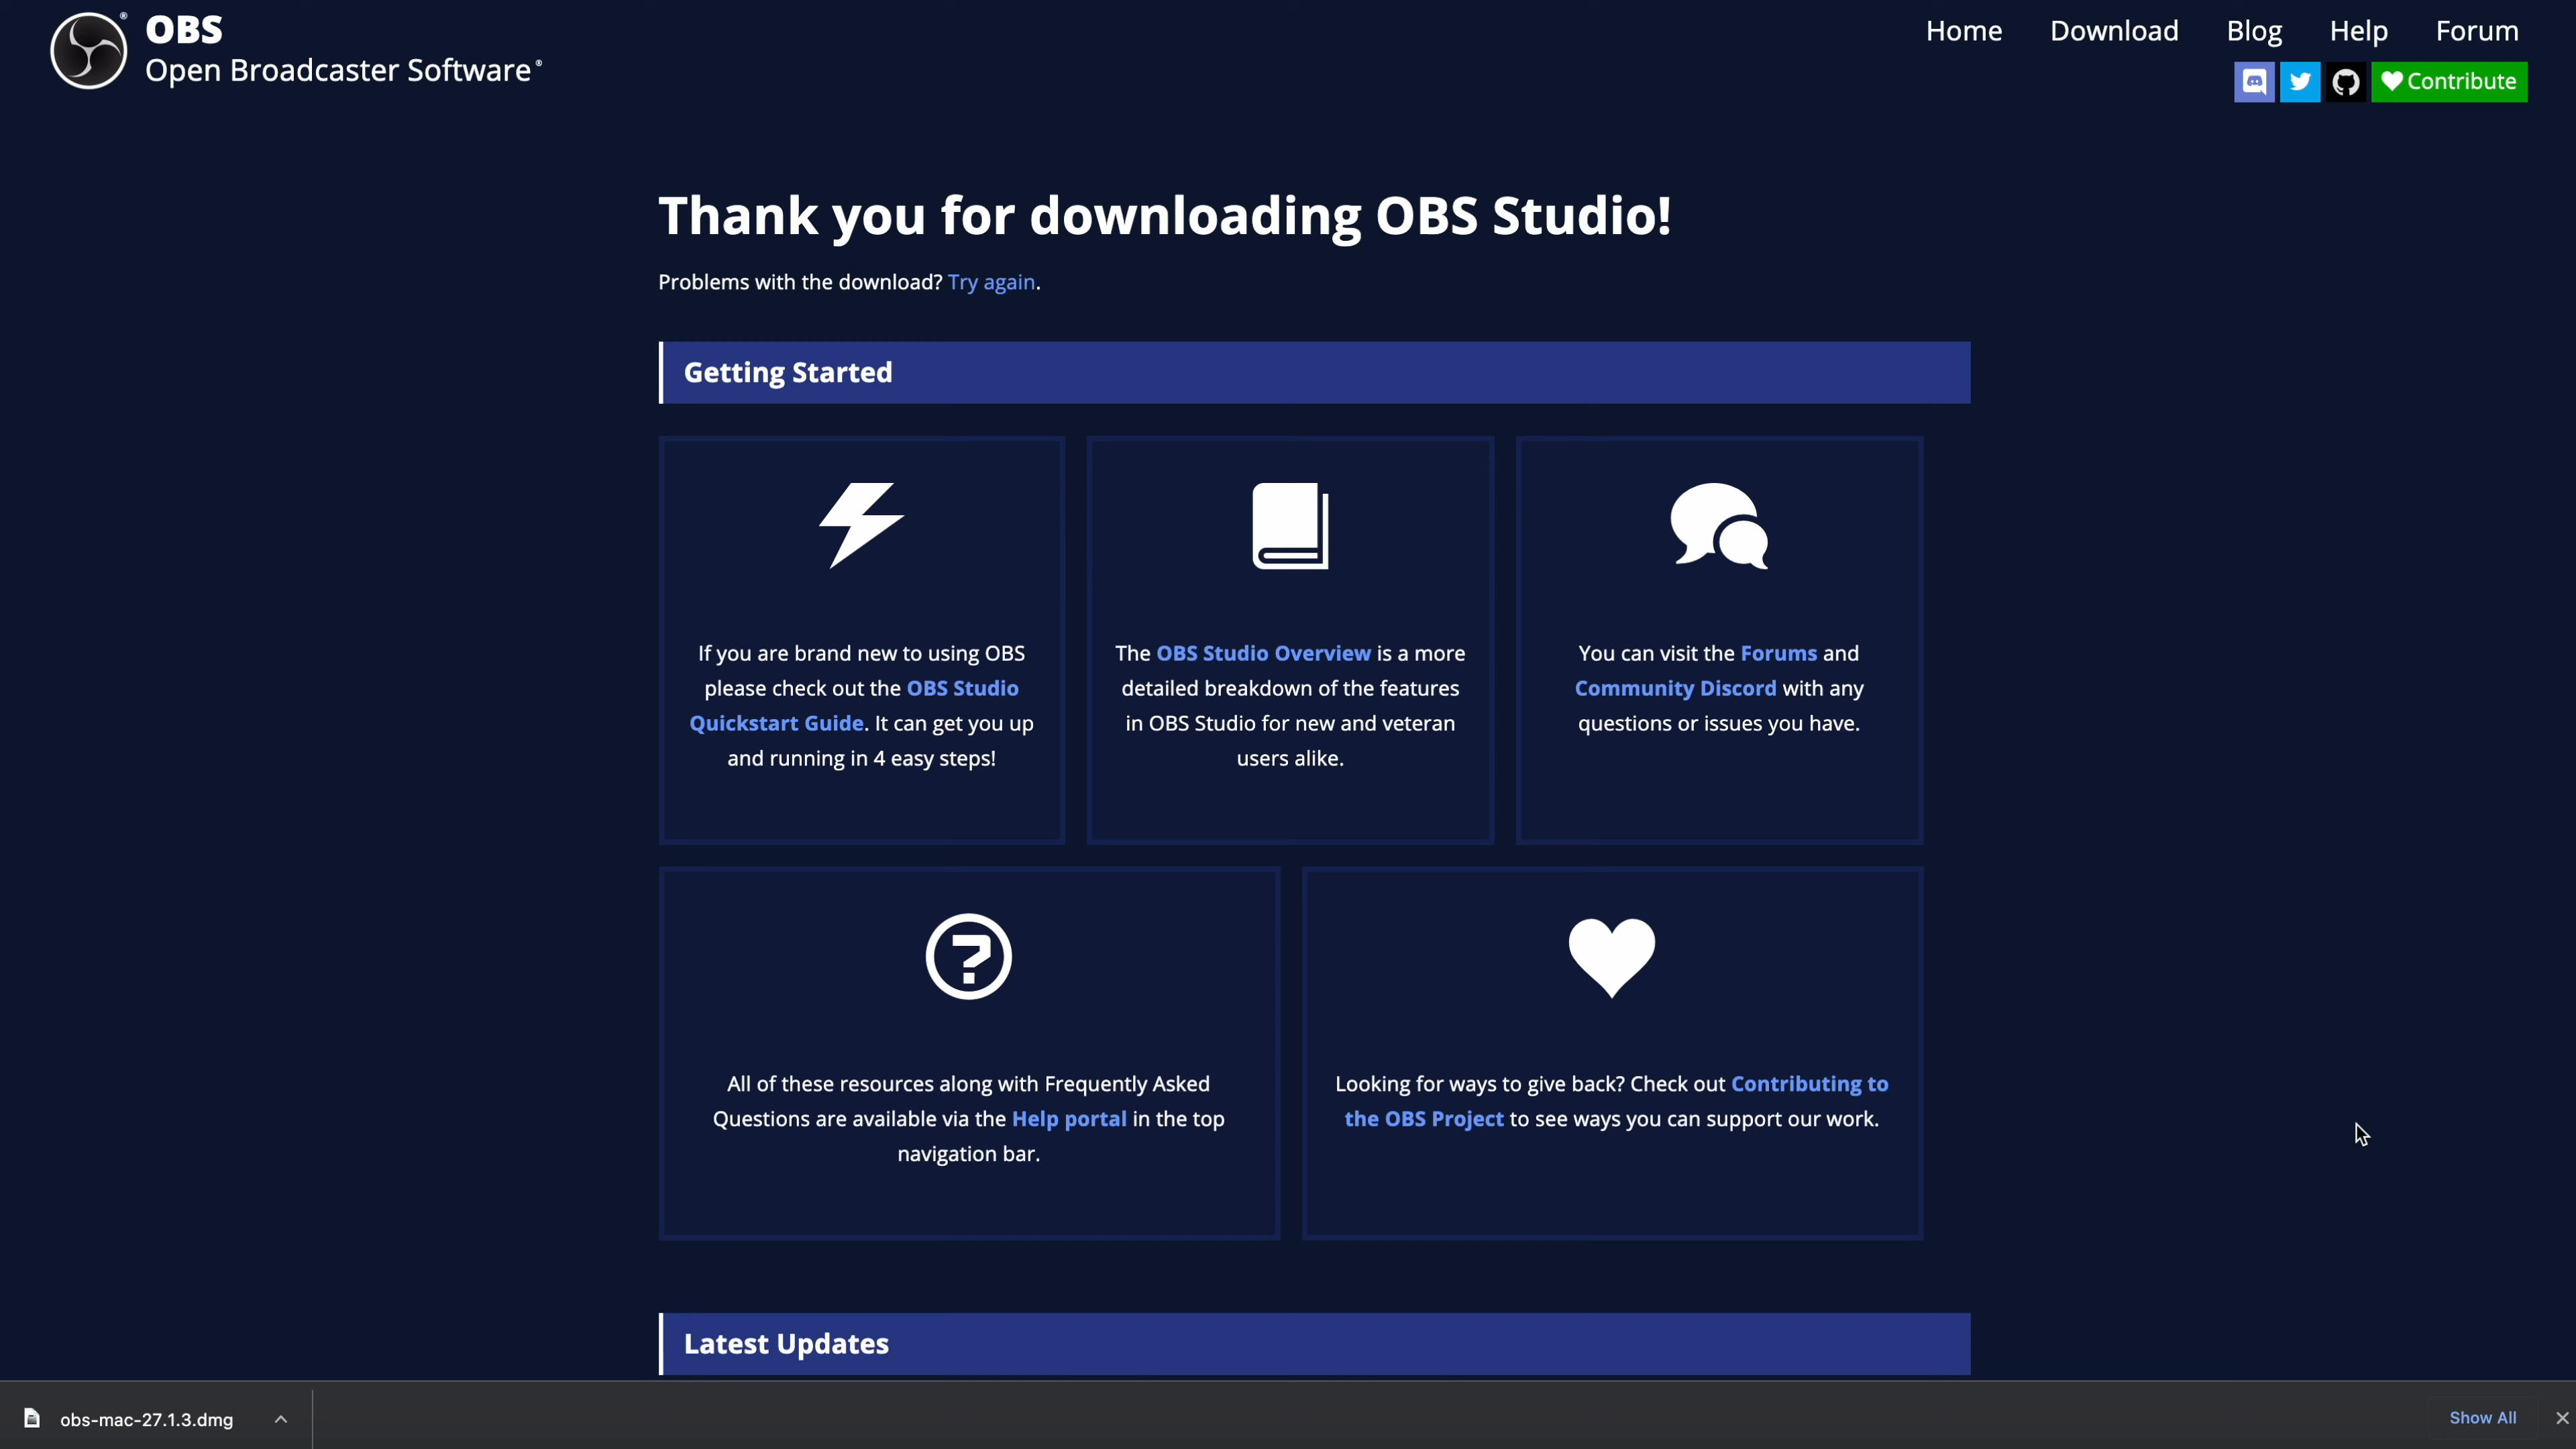 OBS
Open Broadcaster Software®
Home Download Blog Help Forum
Contribute
Thank you for downloading OBS Studio!
Problems with the download? Try again.
Getting Started
If you are brand new to using OBS
please check out the OBS Studio
Quickstart Guide. It can get you up
and running in 4 easy steps!
The OBS Studio Overview is a more
detailed breakdown of the features
in OBS Studio for new and veteran
users alike.
You can visit the Forums and
Community Discord with any
questions or issues you have.
All of these resources along with Frequently Asked
Questions are available via the Help portal in the top
navigation bar.
Looking for ways to give back? Check out Contributing to
the OBS Project to see ways you can support our work.
Latest Updates
obs-mac-27.1.3.dmg
Show All